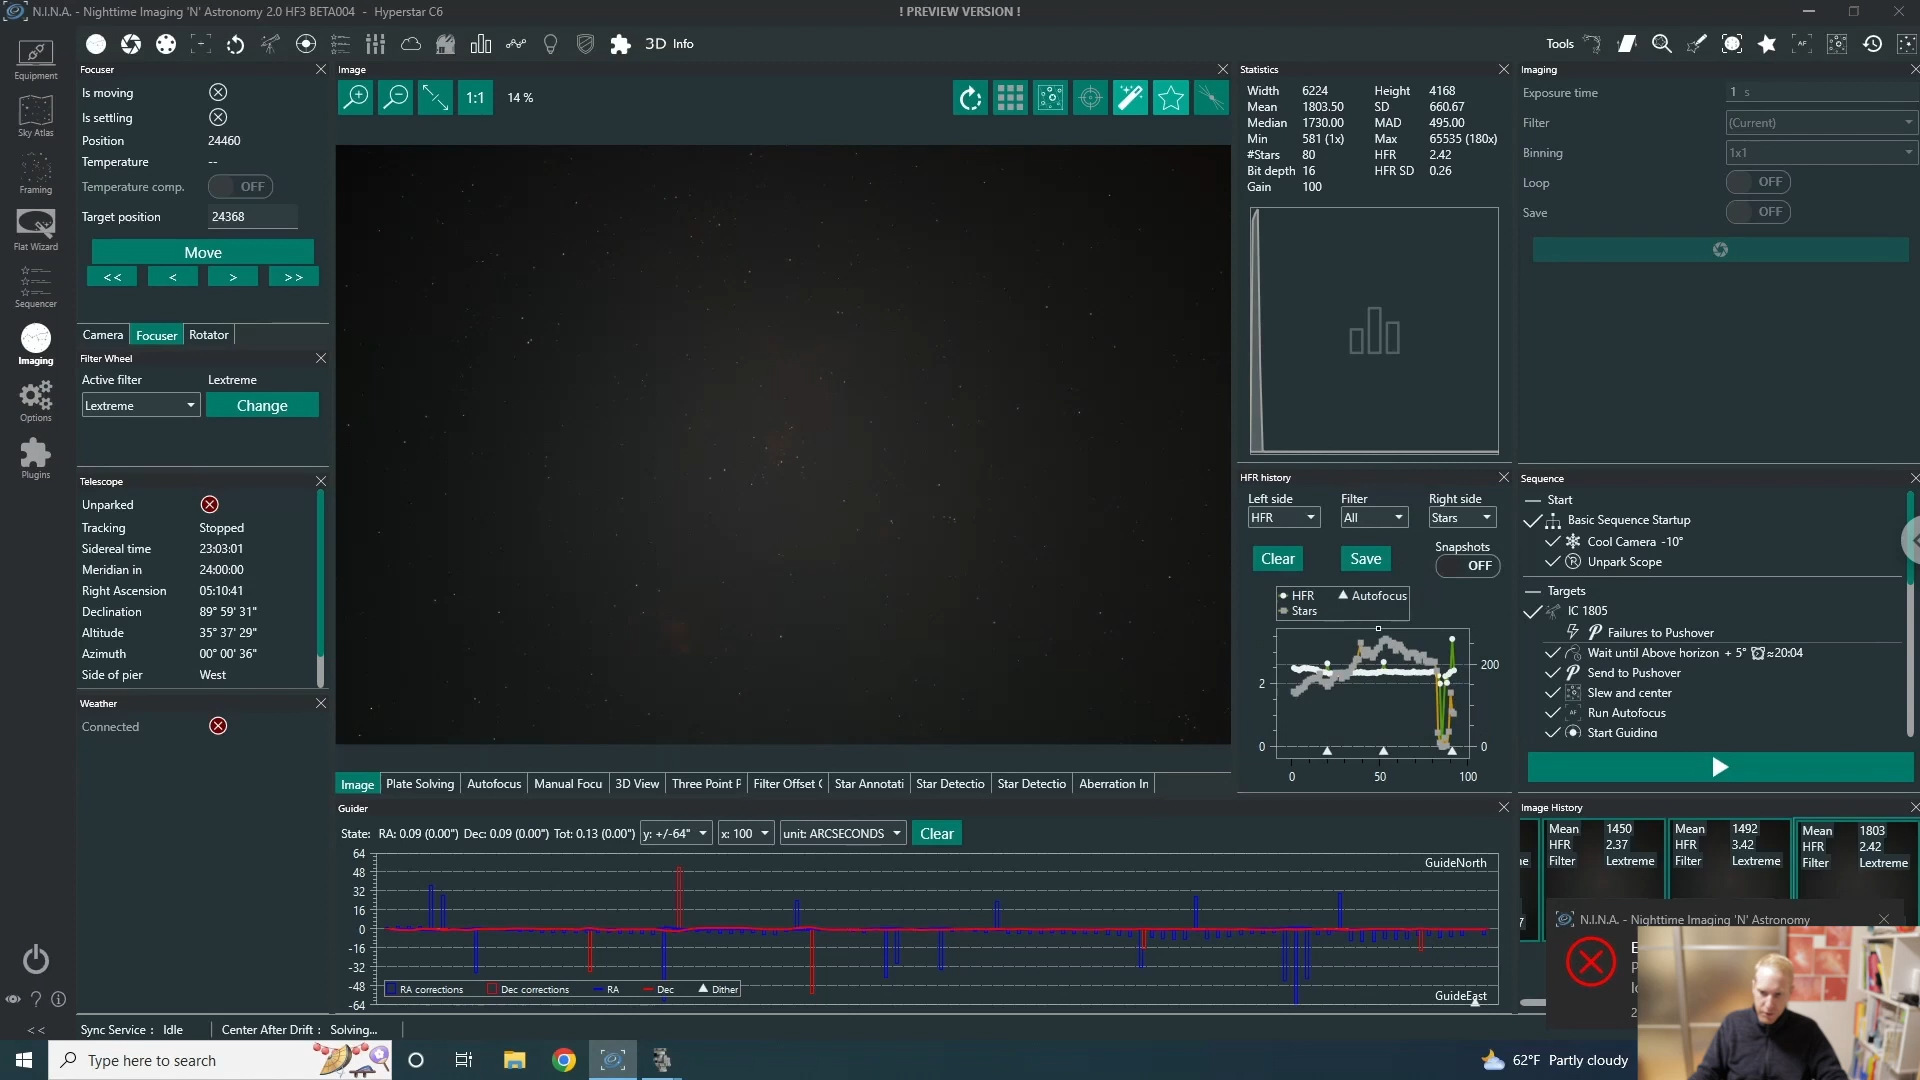 N.I.N.A. - Nighttime Imaging 'N' Astronomy 2.0 HF3 BETA004 - Hyperstar C6
! PREVIEW VERSION !
3D Info
Tools
AF
Equipment
Sky Atlas
Framing
Flat Wizard
Sequencer
Imaging
Options
Plugins
Focuser
Is moving
Is settling
Position 24460
Temperature --
Temperature comp. OFF
Target position 24368
Move
<< < > >>
Camera Focuser Rotator
Filter Wheel
Active filter Lextreme
Lextreme Change
Telescope
Unparked
Tracking Stopped
Sidereal time 23:03:01
Meridian in 24:00:00
Right Ascension 05:10:41
Declination 89° 59' 31"
Altitude 35° 37' 29"
Azimuth 00° 00' 36"
Side of pier West
Weather
Connected
Image
1:1 14 %
Image Plate Solving Autofocus Manual Focu 3D View Three Point P Filter Offset C Star Annotati Star Detectio Star Detectio Aberration In
Guider
State: RA: 0.09 (0.00") Dec: 0.09 (0.00") Tot: 0.13 (0.00") y: +/-64" x: 100 unit: ARCSECONDS Clear
64
48
32
16
0
-16
-32
-48
-64
GuideNorth
GuideEast
RA corrections Dec corrections RA Dec Dither
Statistics
Width 6224 Height 4168
Mean 1803.50 SD 660.67
Median 1730.00 MAD 495.00
Min 581 (1x) Max 65535 (180x)
#Stars 80 HFR 2.42
Bit depth 16 HFR SD 0.26
Gain 100
HFR history
Left side Filter Right side
HFR All Stars
Clear Save Snapshots
OFF
HFR Autofocus
Stars
2
0
200
0
0 50 100
Imaging
Exposure time 1 s
Filter (Current)
Binning 1x1
Loop OFF
Save OFF
Sequence
Start
Basic Sequence Startup
Cool Camera -10°
Unpark Scope
Targets
IC 1805
Failures to Pushover
Wait until Above horizon + 5° ≈20:04
Send to Pushover
Slew and center
AF Run Autofocus
Start Guiding
Image History
Mean 1450
HFR 2.37
Filter Lextreme
Mean 1492
HFR 3.42
Filter Lextreme
Mean 1803
HFR 2.42
Filter Lextreme
N.I.N.A. - Nighttime Imaging 'N' Astronomy
<< Sync Service : Idle Center After Drift : Solving...
Type here to search
62°F Partly cloudy